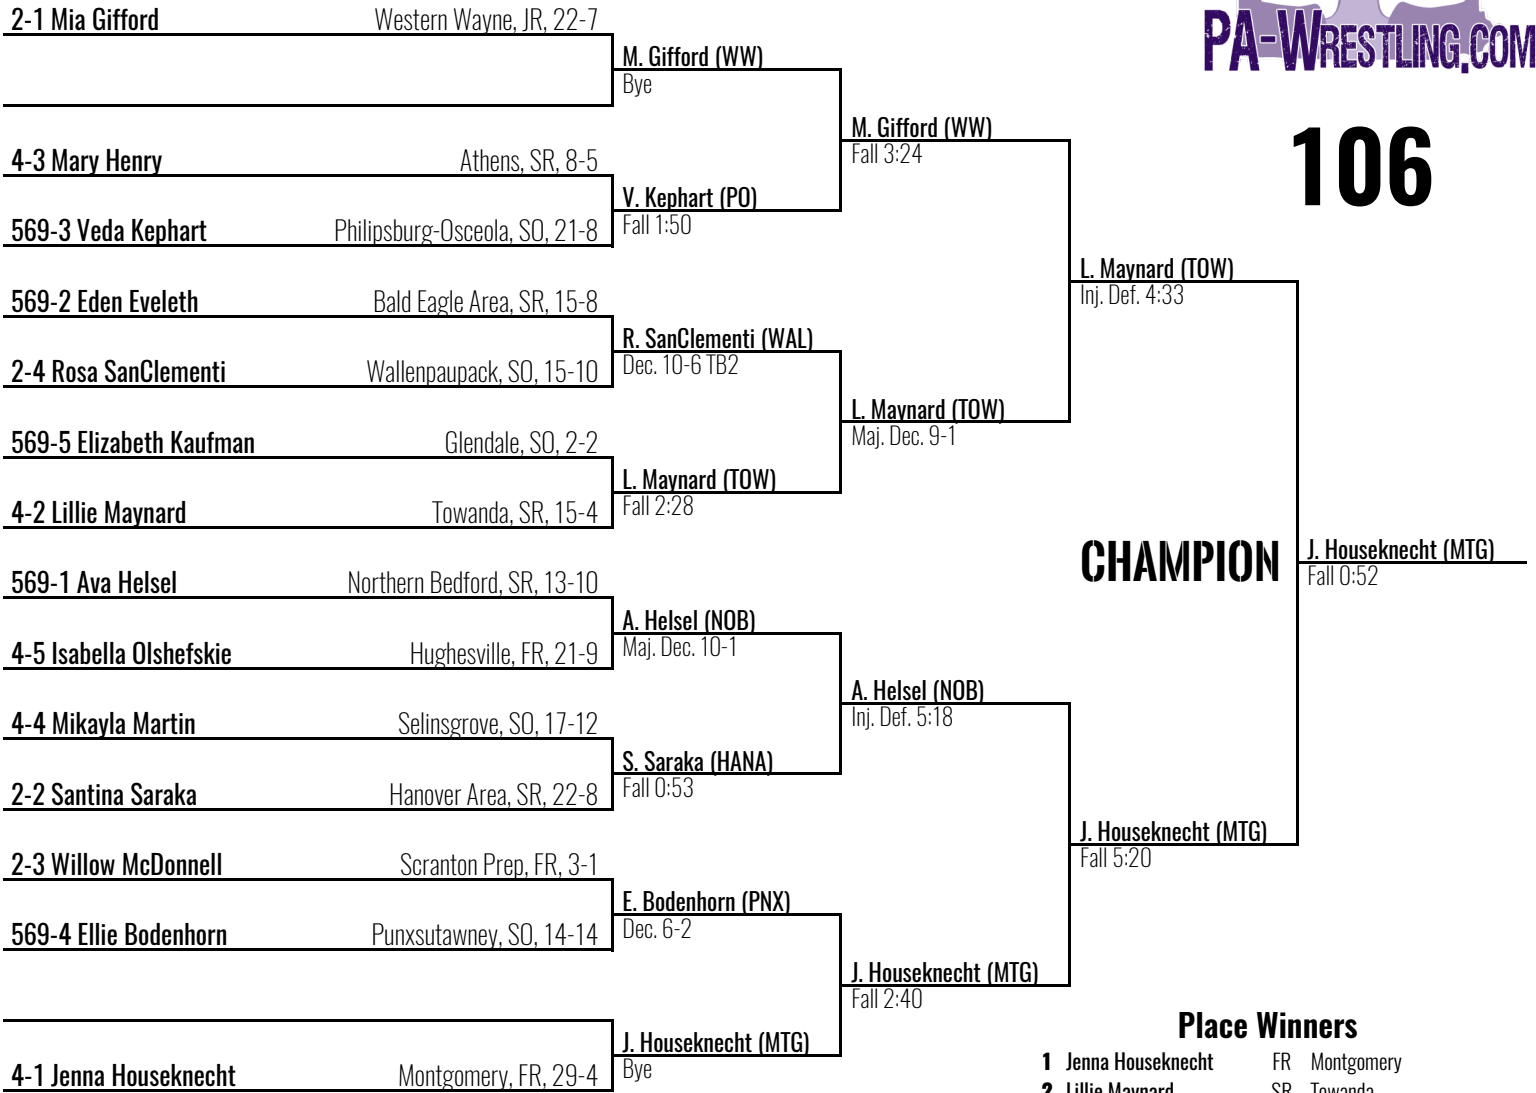 PA-WRESTLING.COM
106
2-1 Mia Gifford Western Wayne, JR, 22-7
M. Gifford (WW)
Bye
M. Gifford (WW)
Fall 3:24
4-3 Mary Henry Athens, SR, 8-5
V. Kephart (PO)
Fall 1:50
569-3 Veda Kephart Philipsburg-Osceola, SO, 21-8
L. Maynard (TOW)
Inj. Def. 4:33
569-2 Eden Eveleth Bald Eagle Area, SR, 15-8
R. SanClementi (WAL)
Dec. 10-6 TB2
2-4 Rosa SanClementi Wallenpaupack, SO, 15-10
L. Maynard (TOW)
Maj. Dec. 9-1
569-5 Elizabeth Kaufman Glendale, SO, 2-2
L. Maynard (TOW)
Fall 2:28
4-2 Lillie Maynard Towanda, SR, 15-4
CHAMPION
J. Houseknecht (MTG)
Fall 0:52
569-1 Ava Helsel Northern Bedford, SR, 13-10
A. Helsel (NOB)
Maj. Dec. 10-1
4-5 Isabella Olshefskie Hughesville, FR, 21-9
A. Helsel (NOB)
Inj. Def. 5:18
4-4 Mikayla Martin Selinsgrove, SO, 17-12
S. Saraka (HANA)
Fall 0:53
2-2 Santina Saraka Hanover Area, SR, 22-8
J. Houseknecht (MTG)
Fall 5:20
2-3 Willow McDonnell Scranton Prep, FR, 3-1
E. Bodenhorn (PNX)
Dec. 6-2
569-4 Ellie Bodenhorn Punxsutawney, SO, 14-14
J. Houseknecht (MTG)
Fall 2:40
J. Houseknecht (MTG)
Bye
4-1 Jenna Houseknecht Montgomery, FR, 29-4
Place Winners
1 Jenna Houseknecht FR Montgomery
2 Lillie Maynard SR Towanda